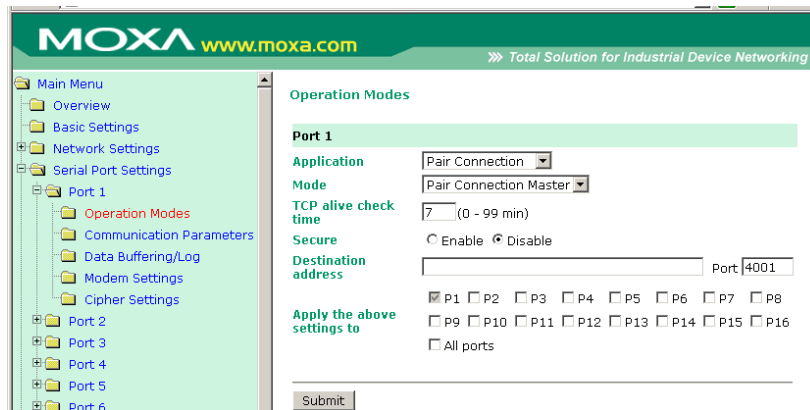 MOXA www.moxa.com
Total Solution for Industrial Device Networking
Main Menu
Overview
Basic Settings
Network Settings
Serial Port Settings
Port 1
Operation Modes
Communication Parameters
Data Buffering/Log
Modem Settings
Cipher Settings
Port 2
Port 3
Port 4
Port 5
Port 6
Operation Modes
Port 1
Application Pair Connection
Mode Pair Connection Master
TCP alive check time 7 (0 - 99 min)
Secure Enable Disable
Destination address Port 4001
Apply the above settings to
P1 P2 P3 P4 P5 P6 P7 P8
P9 P10 P11 P12 P13 P14 P15 P16
All ports
Submit